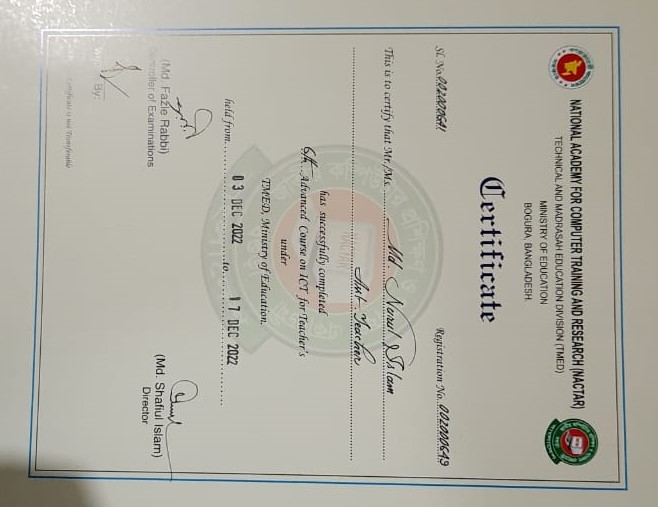 NATIONAL ACADEMY FOR COMPUTER TRAINING AND RESEARCH (NACTAR)
TECHNICAL AND MADRASAH EDUCATION DIVISION (TMED)
MINISTRY OF EDUCATION
BOGURA, BANGLADESH.
Certificate
Sl. No. Registration No.
This is to certify that Mr./Ms. Md. Nurul Islam
Teacher
has successfully completed
6th Advanced Course on ICT for Teacher's
under
TMED, Ministry of Education.
held from 03 DEC 2022 to 17 DEC 2022
(Md. Fazle Rabbi)
Controller of Examinations
(Md. Shafiul Islam)
Director
By: